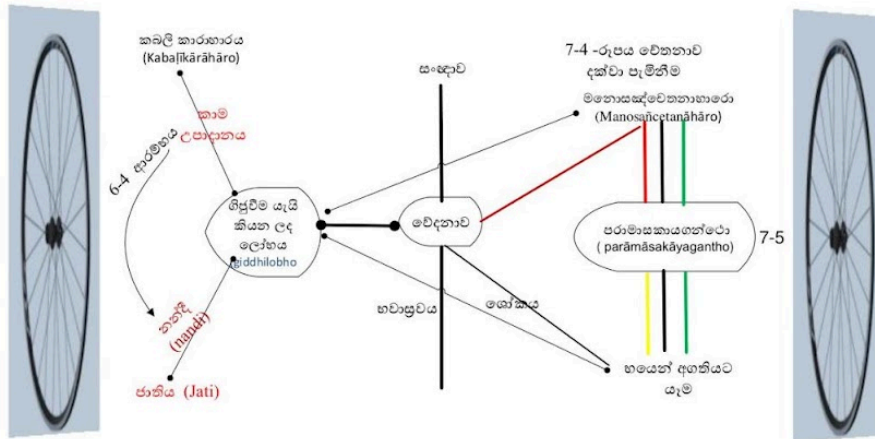 කබලි කාරාහාරය
(Kabaḷīkārāhāro)
කාම
උපාදානය
6-4 ආරම්භය
ගිජුවීම යැයි
කියන ලද
ලෝභය
giddhilobho
නන්දි
(nandi)
ජාතිය (Jati)
සංඥාව
වේදනාව
භවාස්‍රවය
ශෝකය
7-4 -රූපය චේතනාව
දක්වා පැමිනීම
මනොසඤ්චෙතනාහාරො
(Manosañcetanāhāro)
පරාමාසකායගන්ථො
( parāmāsakāyagantho)
7-5
භයෙන් අගතියට
යෑම